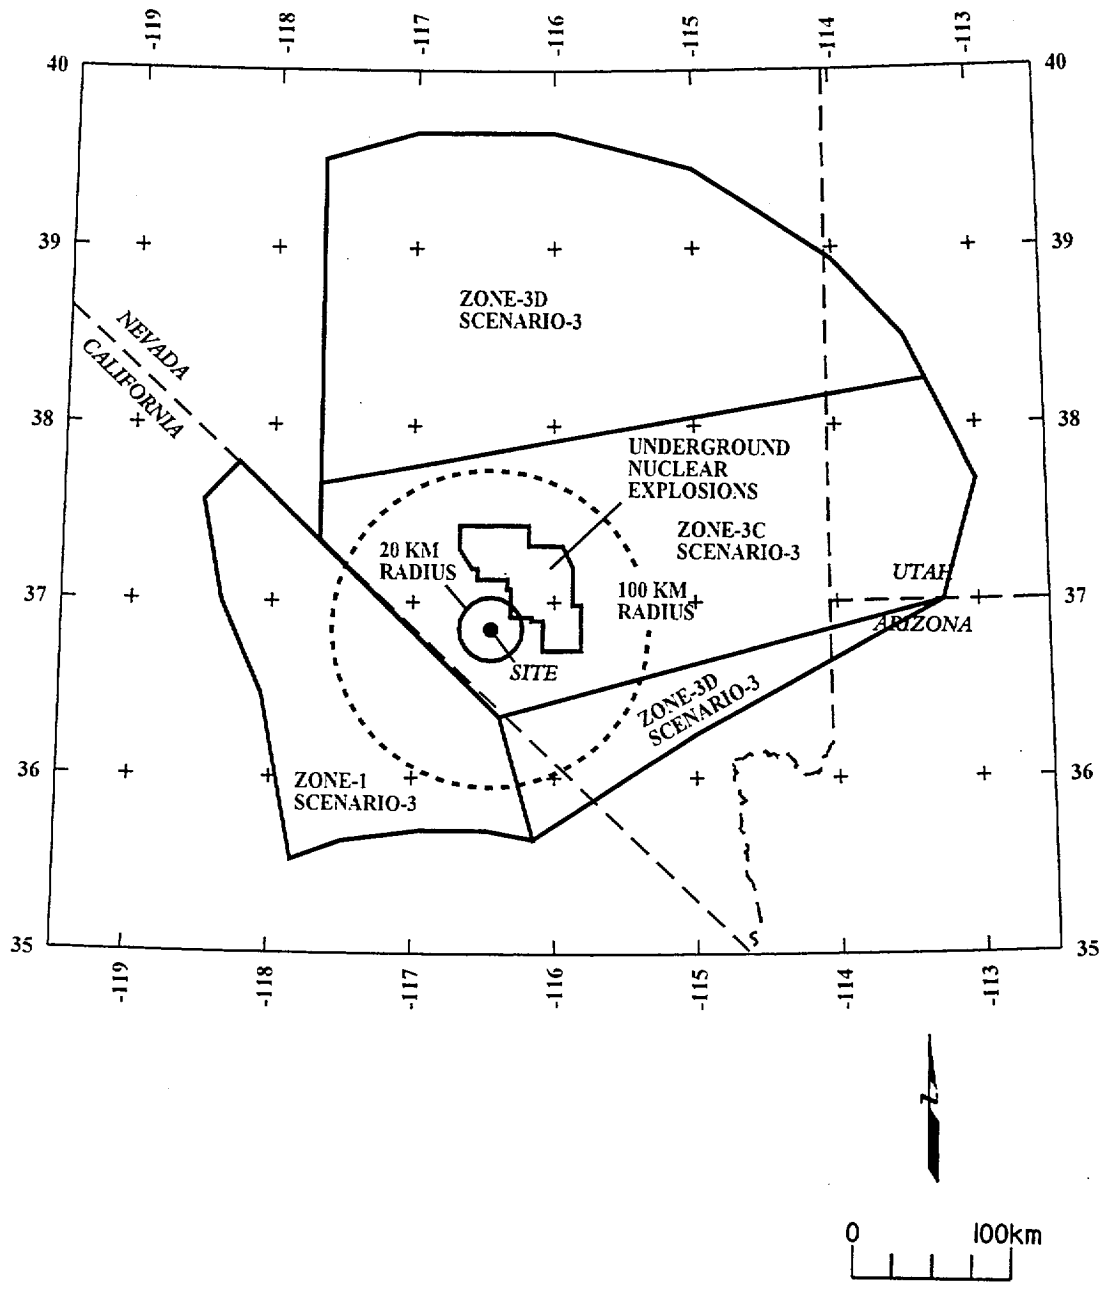 -119
-118
-117
-116
-115
-114
-113
40
40
39
39
ZONE-3D
SCENARIO-3
NEVADA
CALIFORNIA
38
38
UNDERGROUND
NUCLEAR
EXPLOSIONS
ZONE-3C
SCENARIO-3
20 KM
RADIUS
100 KM
RADIUS
UTAH
37
37
ARIZONA
SITE
ZONE-3D
SCENARIO-3
36
36
ZONE-1
SCENARIO-3
35
35
-119
-118
-117
-116
-115
-114
-113
N
0
100km